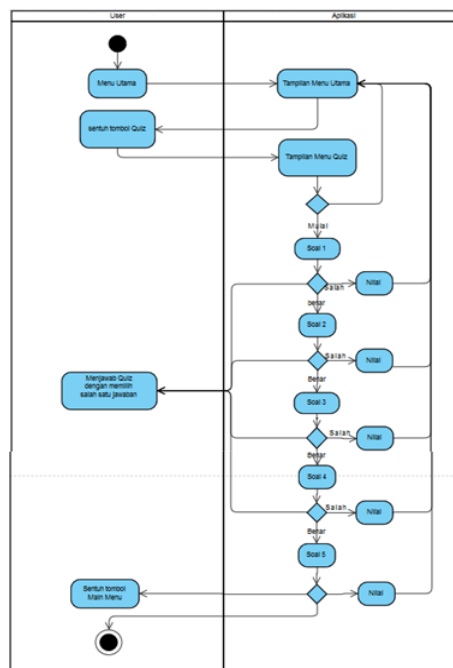 User
Aplikasi
Menu Utama
Tampilan Menu Utama
sentuh tombol Quiz
Tampilan Menu Quiz
Mulai
Soal 1
Salah
Nilai
benar
Soal 2
Salah
Nilai
Benar
Menjawab Quiz
dengan memilih
salah satu jawaban
Soal 3
Salah
Nilai
Benar
Soal 4
Salah
Nilai
Benar
Soal 5
Sentuh tombol
Main Menu
Nilai